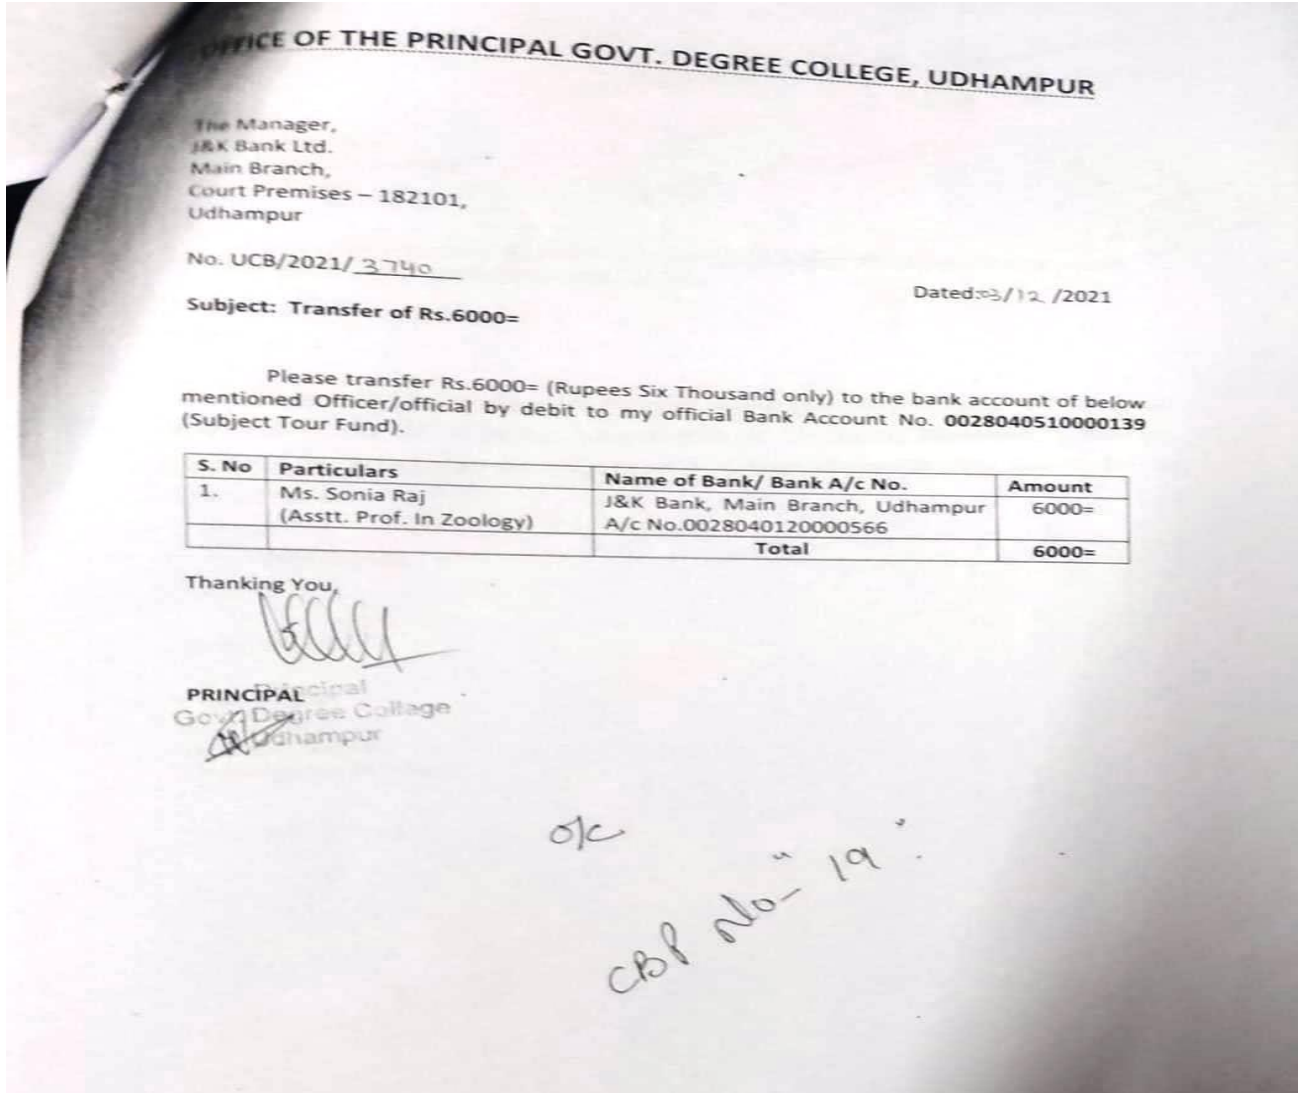 OFFICE OF THE PRINCIPAL GOVT. DEGREE COLLEGE, UDHAMPUR
The Manager,
J&K Bank Ltd.
Main Branch,
Court Premises – 182101,
Udhampur
No. UCB/2021/ 3740
Dated:03/12 /2021
Subject: Transfer of Rs.6000=
Please transfer Rs.6000= (Rupees Six Thousand only) to the bank account of below
mentioned Officer/official by debit to my official Bank Account No. 0028040510000139
(Subject Tour Fund).
S. No Particulars Name of Bank/ Bank A/c No. Amount
1. Ms. Sonia Raj J&K Bank, Main Branch, Udhampur 6000=
(Asstt. Prof. In Zoology) A/c No.0028040120000566
Total 6000=
Thanking You,
PRINCIPAL
Principal
Govt Degree Collage
Udhampur
o/c
CBP No- "19"